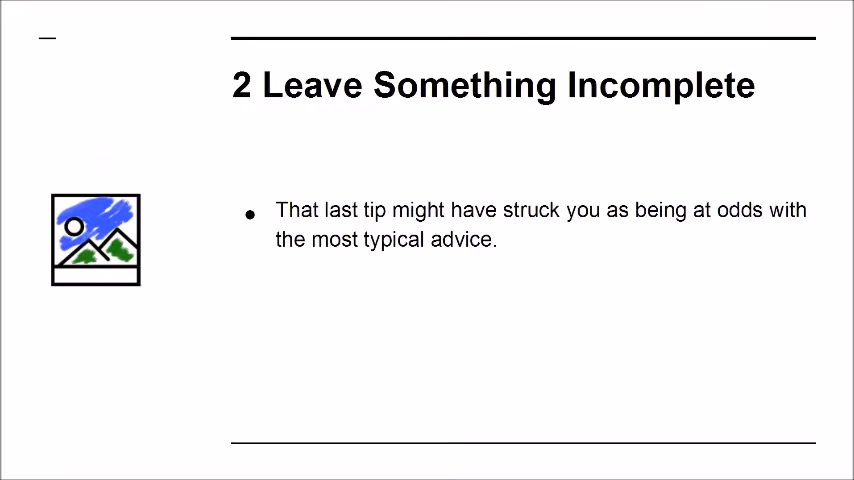 2 Leave Something Incomplete
● That last tip might have struck you as being at odds with
the most typical advice.